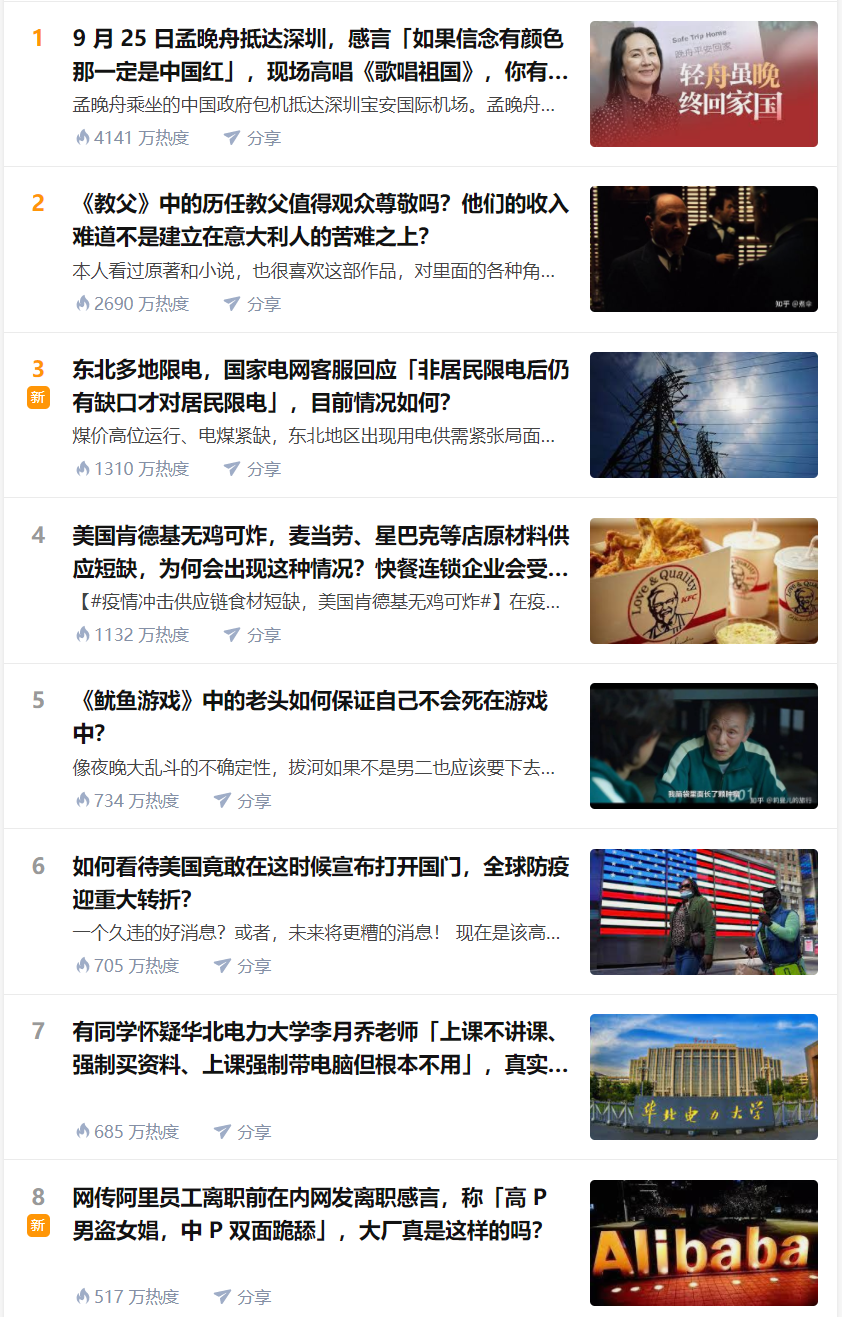 1
9 月 25 日孟晚舟抵达深圳，感言「如果信念有颜色
那一定是中国红」，现场高唱《歌唱祖国》，你有...
孟晚舟乘坐的中国政府包机抵达深圳宝安国际机场。孟晚舟...
4141 万热度 分享
Safe Trip Home
晚舟平安回家
轻舟虽晚
终回家国
2
《教父》中的历任教父值得观众尊敬吗？他们的收入
难道不是建立在意大利人的苦难之上？
本人看过原著和小说，也很喜欢这部作品，对里面的各种角...
2690 万热度 分享
知乎
3
新
东北多地限电，国家电网客服回应「非居民限电后仍
有缺口才对居民限电」，目前情况如何？
煤价高位运行、电煤紧缺，东北地区出现用电供需紧张局面...
1310 万热度 分享
4
美国肯德基无鸡可炸，麦当劳、星巴克等店原材料供
应短缺，为何会出现这种情况？快餐连锁企业会受...
【#疫情冲击供应链食材短缺，美国肯德基无鸡可炸#】在疫...
1132 万热度 分享
Love & Quality
KFC
5
《鱿鱼游戏》中的老头如何保证自己不会死在游戏
中？
像夜晚大乱斗的不确定性，拔河如果不是男二也应该要下去...
734 万热度 分享
我脑袋里面长了颗肿瘤
001
知乎
6
如何看待美国竟敢在这时候宣布打开国门，全球防疫
迎重大转折？
一个久违的好消息？或者，未来将更糟的消息！ 现在是该高...
705 万热度 分享
7
有同学怀疑华北电力大学李月乔老师「上课不讲课、
强制买资料、上课强制带电脑但根本不用」，真实...
685 万热度 分享
华北电力大学
8
新
网传阿里员工离职前在内网发离职感言，称「高 P
男盗女娼，中 P 双面跪舔」，大厂真是这样的吗？
517 万热度 分享
Alibaba